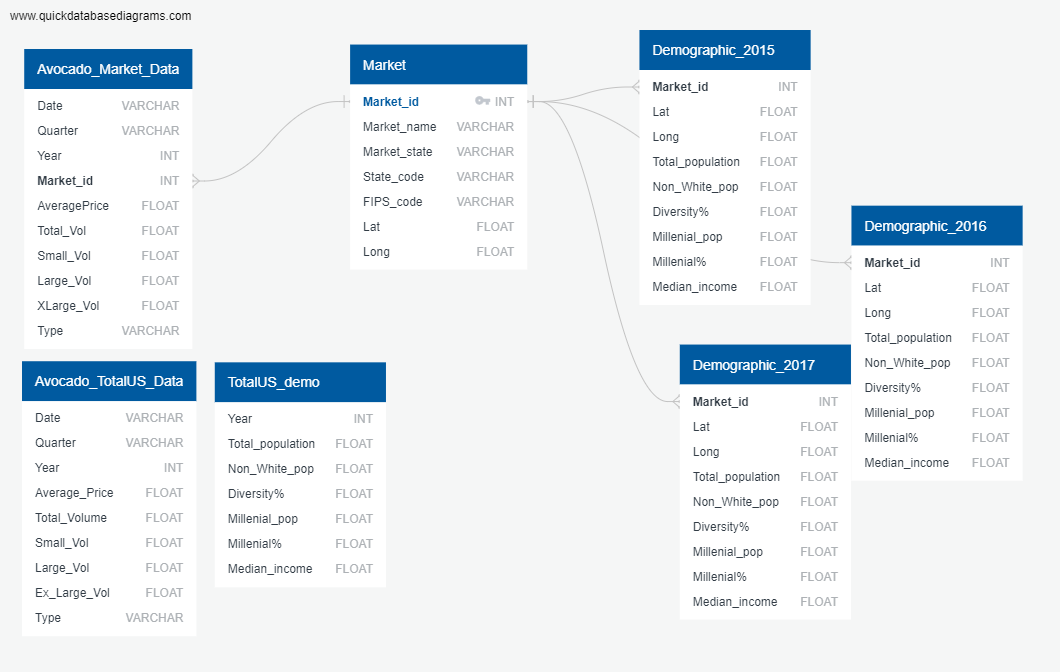 www.quickdatabasediagrams.com
Avocado_Market_Data
Date VARCHAR
Quarter VARCHAR
Year INT
Market_id INT
AveragePrice FLOAT
Total_Vol FLOAT
Small_Vol FLOAT
Large_Vol FLOAT
XLarge_Vol FLOAT
Type VARCHAR
Market
Market_id INT
Market_name VARCHAR
Market_state VARCHAR
State_code VARCHAR
FIPS_code VARCHAR
Lat FLOAT
Long FLOAT
Demographic_2015
Market_id INT
Lat FLOAT
Long FLOAT
Total_population FLOAT
Non_White_pop FLOAT
Diversity% FLOAT
Millenial_pop FLOAT
Millenial% FLOAT
Median_income FLOAT
Demographic_2016
Market_id INT
Lat FLOAT
Long FLOAT
Total_population FLOAT
Non_White_pop FLOAT
Diversity% FLOAT
Millenial_pop FLOAT
Millenial% FLOAT
Median_income FLOAT
Avocado_TotalUS_Data
Date VARCHAR
Quarter VARCHAR
Year INT
Average_Price FLOAT
Total_Volume FLOAT
Small_Vol FLOAT
Large_Vol FLOAT
Ex_Large_Vol FLOAT
Type VARCHAR
TotalUS_demo
Year INT
Total_population FLOAT
Non_White_pop FLOAT
Diversity% FLOAT
Millenial_pop FLOAT
Millenial% FLOAT
Median_income FLOAT
Demographic_2017
Market_id INT
Lat FLOAT
Long FLOAT
Total_population FLOAT
Non_White_pop FLOAT
Diversity% FLOAT
Millenial_pop FLOAT
Millenial% FLOAT
Median_income FLOAT